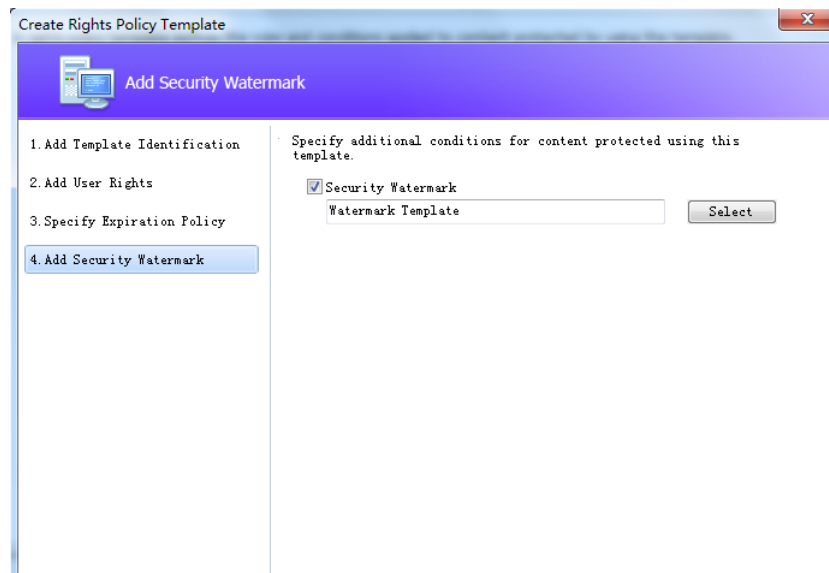 Create Rights Policy Template
Add Security Watermark
1.Add Template Identification
2.Add User Rights
3.Specify Expiration Policy
4.Add Security Watermark
Specify additional conditions for content protected using this
template.
Security Watermark
Watermark Template
Select